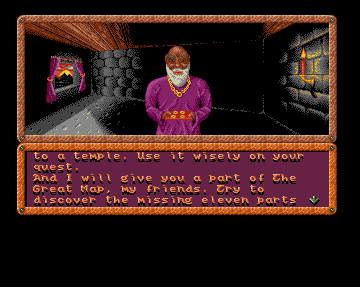 to a temple. Use it wisely on your
quest.
And I will give you a part of The
Great Map, my friends. Try to
discover the missing eleven parts